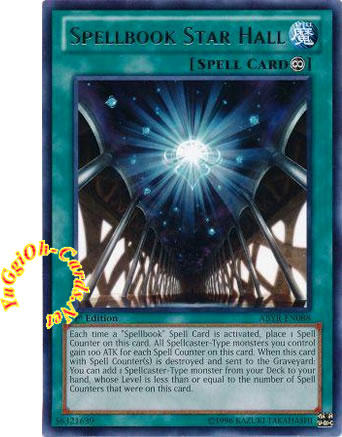 Spellbook Star Hall
魔
[Spell Card]
YuGgiOh-Cards.Net
Edition
ABYR-EN088
Each time a "Spellbook" Spell Card is activated, place 1 Spell
Counter on this card. All Spellcaster-Type monsters you control
gain 100 ATK for each Spell Counter on this card. When this card
with Spell Counter(s) is destroyed and sent to the Graveyard:
You can add 1 Spellcaster-Type monster from your Deck to your
hand, whose Level is less than or equal to the number of Spell
Counters that were on this card.
56321639
©1996 KAZUKI TAKAHASHI